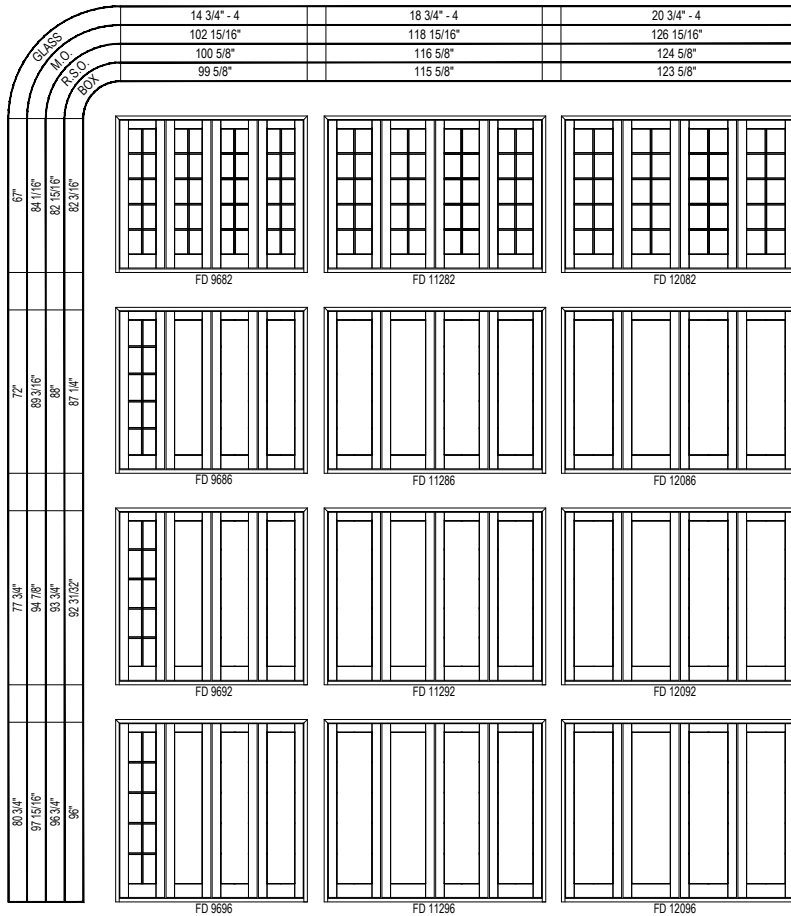 14 3/4" - 4 18 3/4" - 4 20 3/4" - 4
102 15/16" 118 15/16" 126 15/16"
100 5/8" 116 5/8" 124 5/8"
99 5/8" 115 5/8" 123 5/8"
GLASS
M.O.
R.S.O.
BOX
67"
84 1/16"
82 15/16"
82 3/16"
FD 9682 FD 11282 FD 12082
72"
89 3/16"
88"
87 1/4"
FD 9686 FD 11286 FD 12086
77 3/4"
94 7/8"
93 3/4"
92 31/32"
FD 9692 FD 11292 FD 12092
80 3/4"
97 15/16"
96 3/4"
96"
FD 9696 FD 11296 FD 12096